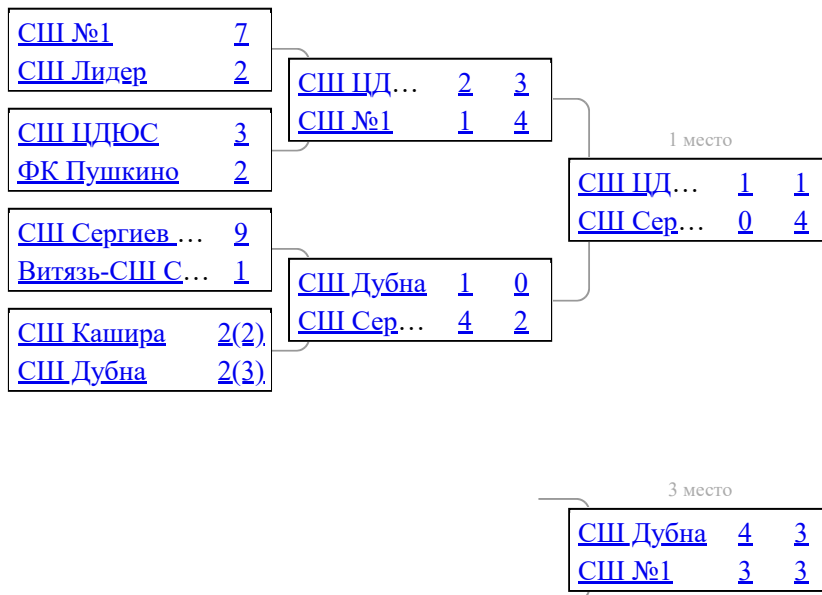 СШ №1 7
СШ Лидер 2
СШ ЦДЮС 3
ФК Пушкино 2
СШ Сергиев … 9
Витязь-СШ С… 1
СШ Кашира 2(2)
СШ Дубна 2(3)
СШ ЦД… 2 3
СШ №1 1 4
СШ Дубна 1 0
СШ Сер… 4 2
1 место
СШ ЦД… 1 1
СШ Сер… 0 4
3 место
СШ Дубна 4 3
СШ №1 3 3